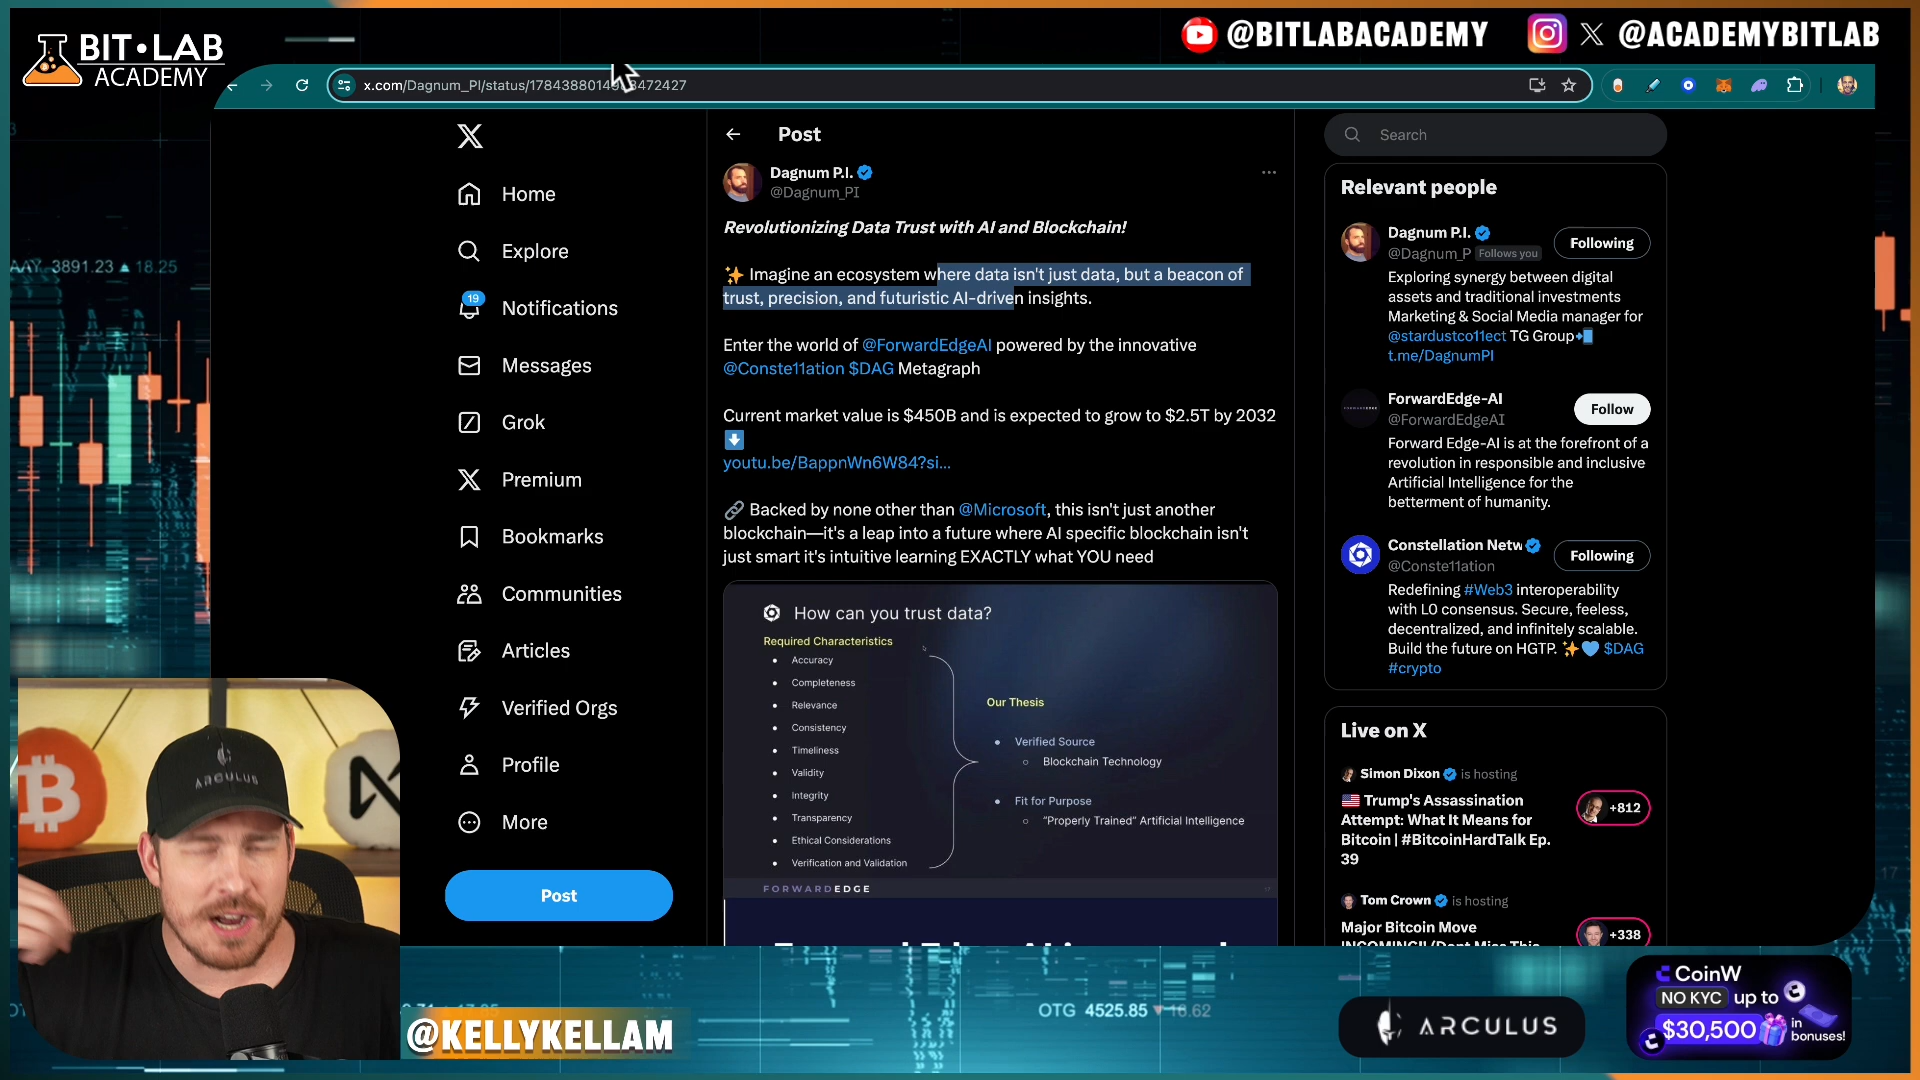 BIT•LAB
ACADEMY
@BITLABACADEMY
@ACADEMYBITLAB
x.com/Dagnum_PI/status/
Post
Search
Dagnum P.I.
@Dagnum_PI
Revolutionizing Data Trust with AI and Blockchain!
✨ Imagine an ecosystem where data isn't just data, but a beacon of
trust, precision, and futuristic AI-driven insights.
Enter the world of @ForwardEdgeAI powered by the innovative
@Conste11ation $DAG Metagraph
Current market value is $450B and is expected to grow to $2.5T by 2032
⬇️
youtu.be/BappnWn6W84?si...
🔗 Backed by none other than @Microsoft, this isn't just another
blockchain—it's a leap into a future where AI specific blockchain isn't
just smart it's intuitive learning EXACTLY what YOU need
How can you trust data?
Required Characteristics
• Accuracy
• Completeness
• Relevance
• Consistency
• Timeliness
• Validity
• Integrity
• Transparency
• Ethical Considerations
• Verification and Validation
Our Thesis
• Verified Source
○ Blockchain Technology
• Fit for Purpose
○ "Properly Trained" Artificial Intelligence
FORWARDEDGE
Home
Explore
19
Notifications
Messages
Grok
Premium
Bookmarks
Communities
Articles
Verified Orgs
Profile
More
Post
Relevant people
Dagnum P.I.
@Dagnum_P Follows you
Following
Exploring synergy between digital
assets and traditional investments
Marketing & Social Media manager for
@stardustco11ect TG Group📲
t.me/DagnumPI
ForwardEdge-AI
@ForwardEdgeAI
Follow
Forward Edge-AI is at the forefront of a
revolution in responsible and inclusive
Artificial Intelligence for the
betterment of humanity.
Constellation Netw
@Conste11ation
Following
Redefining #Web3 interoperability
with L0 consensus. Secure, feeless,
decentralized, and infinitely scalable.
Build the future on HGTP. ✨💙 $DAG
#crypto
Live on X
Simon Dixon is hosting
🇺🇸 Trump's Assassination
Attempt: What It Means for
Bitcoin | #BitcoinHardTalk Ep.
39
+812
Tom Crown is hosting
Major Bitcoin Move
+338
3891.23 ▲ 18.25
ARCULUS
@KELLYKELLAM
OTG 4525.85 ▼ 16.62
ARCULUS
CoinW
NO KYC up to
$30,500 in
bonuses!